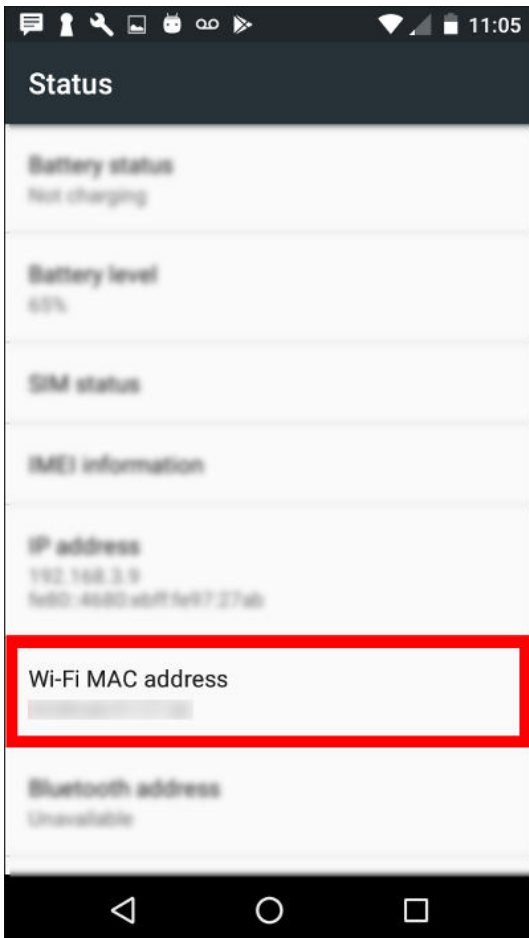 11:05
Status
Battery status
Not charging
Battery level
65%
SIM status
IMEI information
IP address
192.168.3.9
Wi-Fi MAC address
Bluetooth address
Unavailable